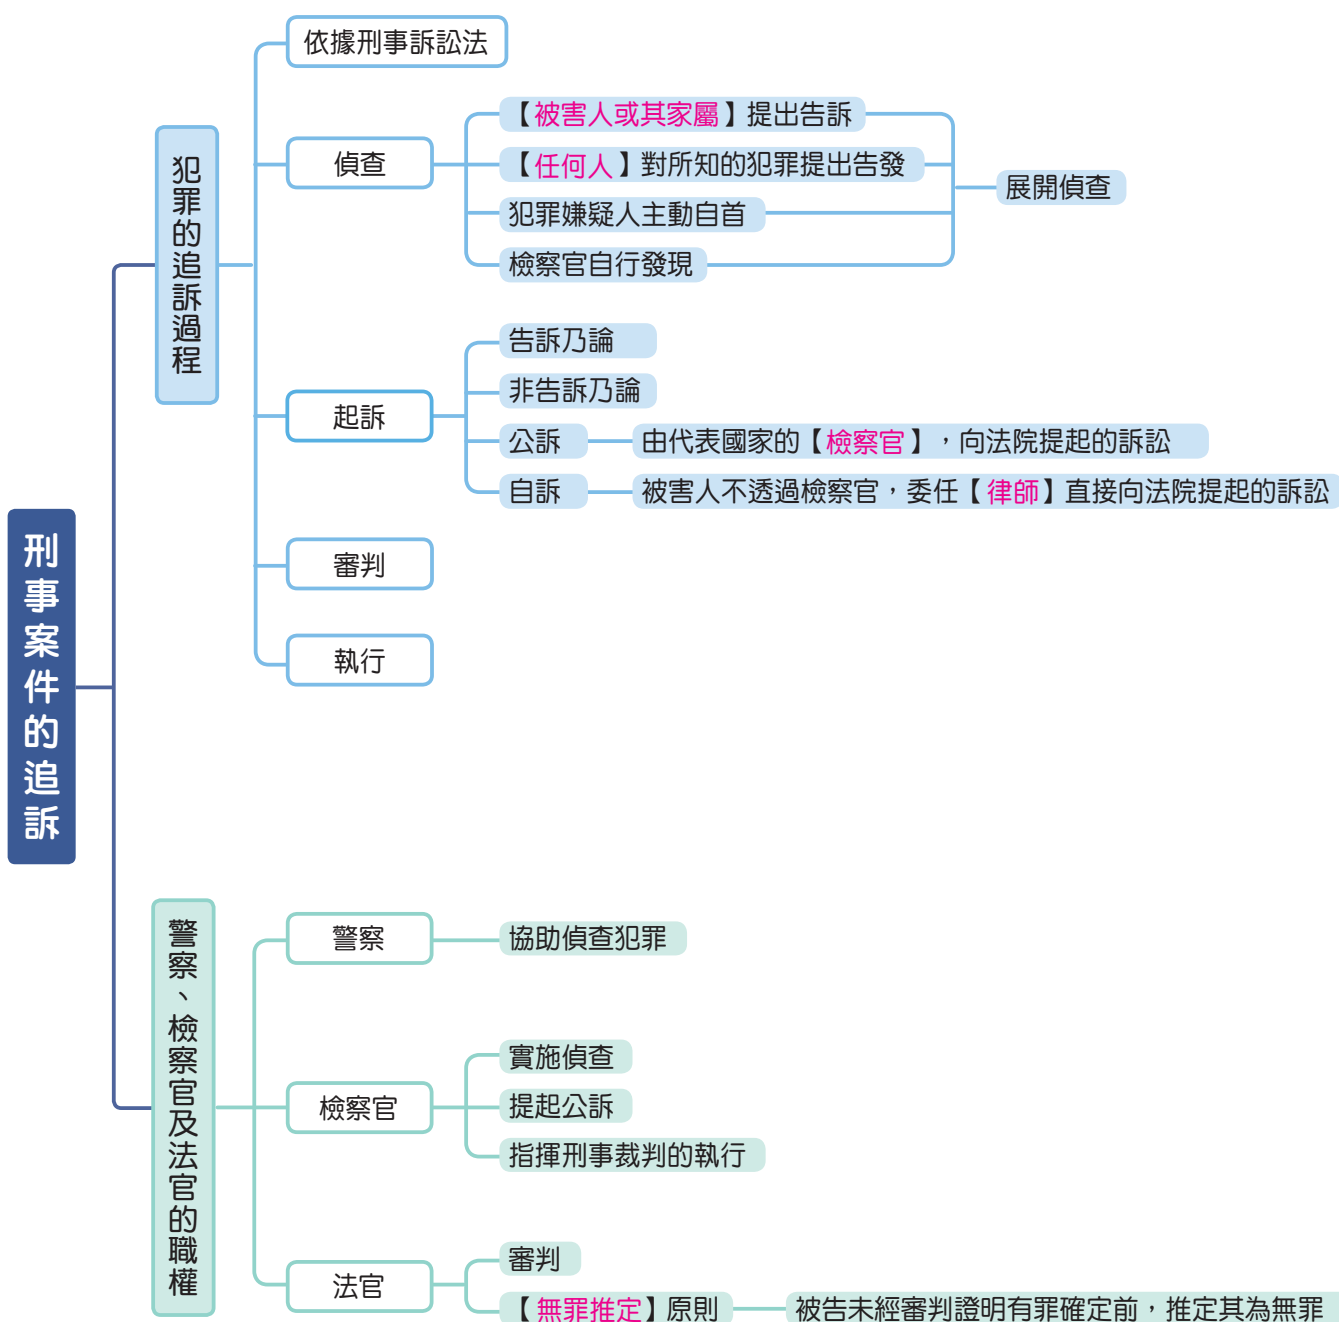 刑事案件的追訴
犯罪的追訴過程
依據刑事訴訟法
偵查
【被害人或其家屬】提出告訴
【任何人】對所知的犯罪提出告發
犯罪嫌疑人主動自首
檢察官自行發現
展開偵查
起訴
告訴乃論
非告訴乃論
公訴
由代表國家的【檢察官】，向法院提起的訴訟
自訴
被害人不透過檢察官，委任【律師】直接向法院提起的訴訟
審判
執行
警察、檢察官及法官的職權
警察
協助偵查犯罪
檢察官
實施偵查
提起公訴
指揮刑事裁判的執行
法官
審判
【無罪推定】原則
被告未經審判證明有罪確定前，推定其為無罪